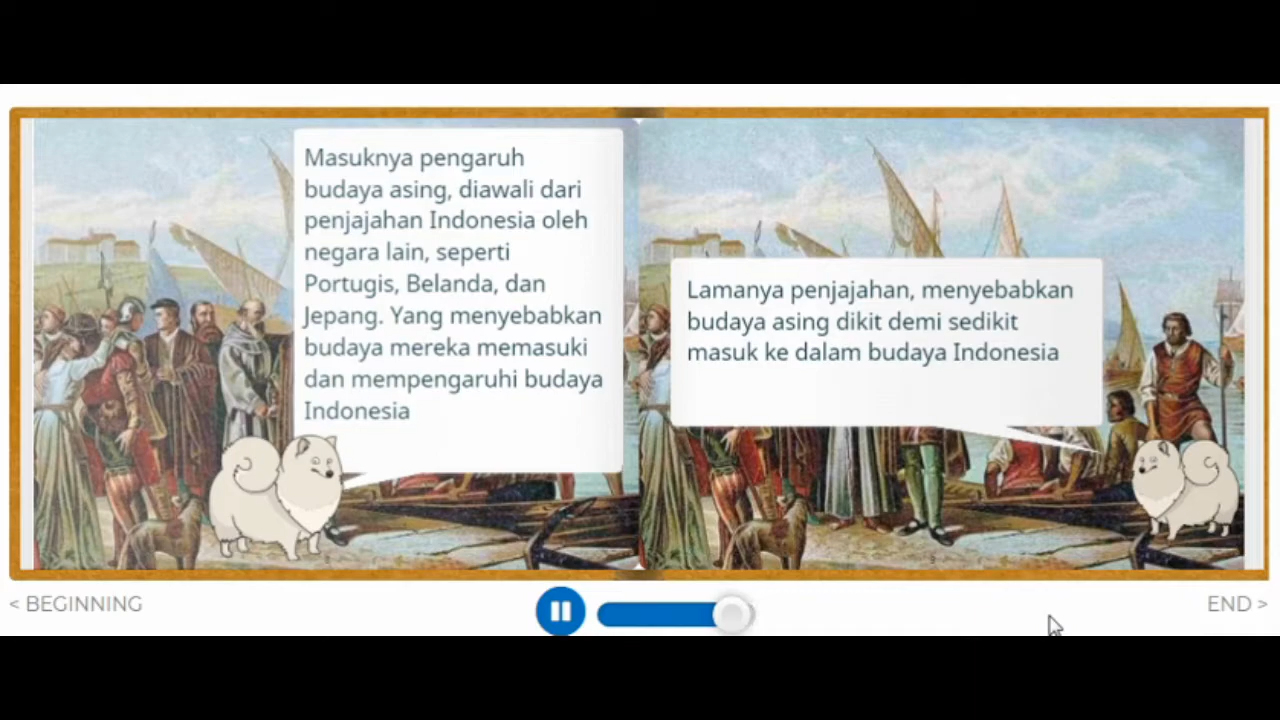 Masuknya pengaruh
budaya asing, diawali dari
penjajahan Indonesia oleh
negara lain, seperti
Portugis, Belanda, dan
Jepang. Yang menyebabkan
budaya mereka memasuki
dan mempengaruhi budaya
Indonesia
Lamanya penjajahan, menyebabkan
budaya asing dikit demi sedikit
masuk ke dalam budaya Indonesia
< BEGINNING
END >